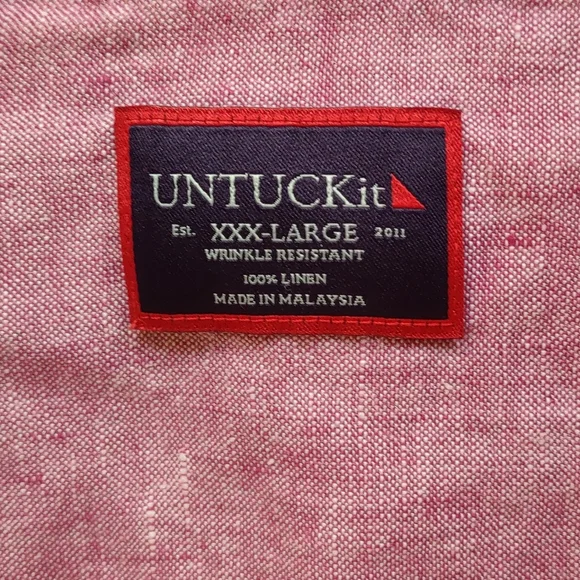 UNTUCKit
Est. XXX-LARGE 2011
WRINKLE RESISTANT
100% LINEN
MADE IN MALAYSIA